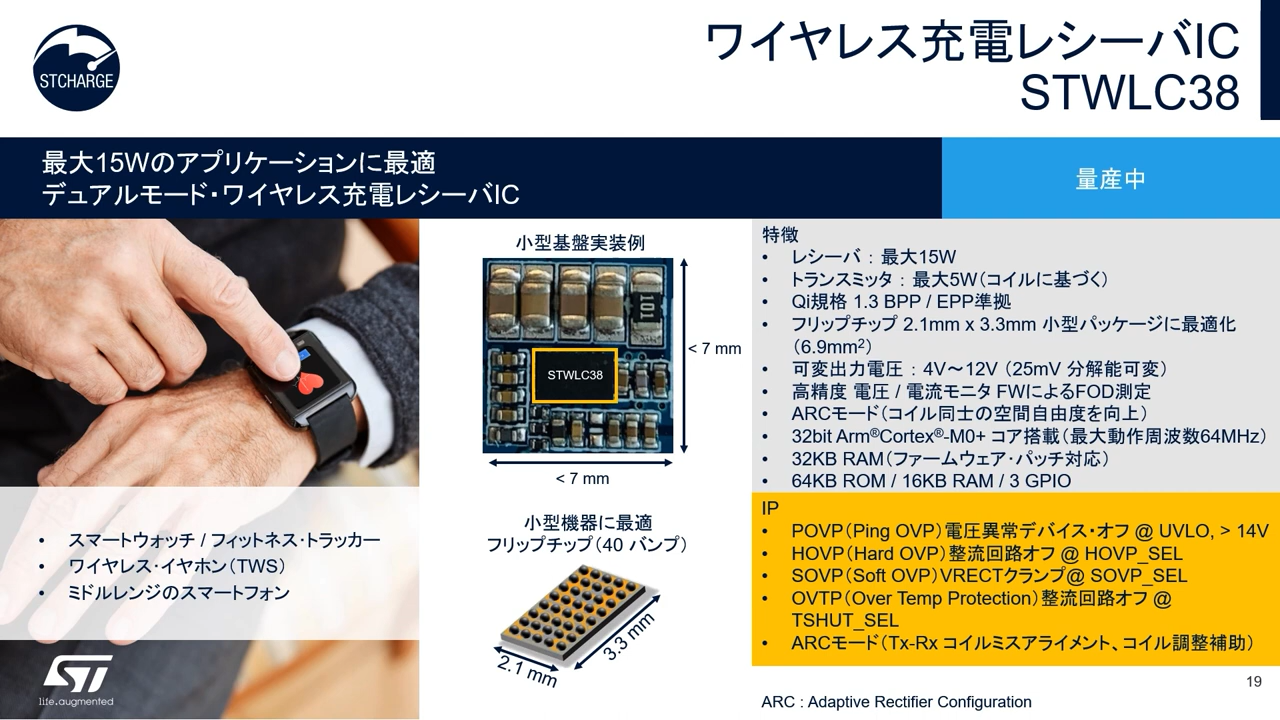 STCHARGE
ワイヤレス充電レシーバIC
STWLC38
最大15Wのアプリケーションに最適
デュアルモード・ワイヤレス充電レシーバIC
量産中
小型基盤実装例
101
STWLC38
< 7 mm
< 7 mm
小型機器に最適
フリップチップ（40 バンプ）
2.1 mm
3.3 mm
• スマートウォッチ / フィットネス・トラッカー
• ワイヤレス・イヤホン（TWS）
• ミドルレンジのスマートフォン
特徴
• レシーバ : 最大15W
• トランスミッタ : 最大5W（コイルに基づく）
• Qi規格 1.3 BPP / EPP準拠
• フリップチップ 2.1mm x 3.3mm 小型パッケージに最適化
（6.9mm²）
• 可変出力電圧 : 4V～12V （25mV 分解能可変）
• 高精度 電圧 / 電流モニタ FWによるFOD測定
• ARCモード（コイル同士の空間自由度を向上）
• 32bit Arm®Cortex®-M0+ コア搭載（最大動作周波数64MHz）
• 32KB RAM（ファームウェア・パッチ対応）
• 64KB ROM / 16KB RAM / 3 GPIO
IP
• POVP（Ping OVP）電圧異常デバイス・オフ @ UVLO, > 14V
• HOVP（Hard OVP）整流回路オフ @ HOVP_SEL
• SOVP（Soft OVP）VRECTクランプ@ SOVP_SEL
• OVTP（Over Temp Protection）整流回路オフ @
TSHUT_SEL
• ARCモード（Tx-Rx コイルミスアライメント、コイル調整補助）
ST
life.augmented
19
ARC : Adaptive Rectifier Configuration